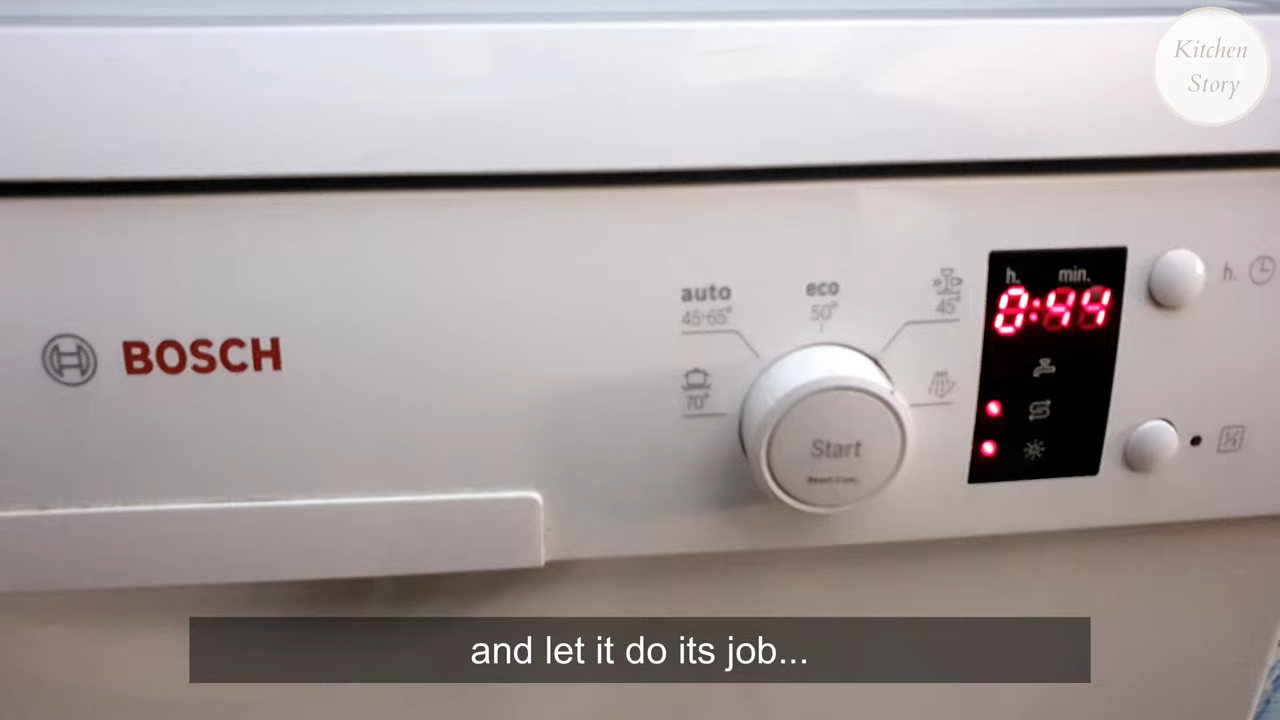 Kitchen
Story
BOSCH
auto
45-65°
eco
50°
45°
70°
Start
h. min.
0:44
h.
and let it do its job...